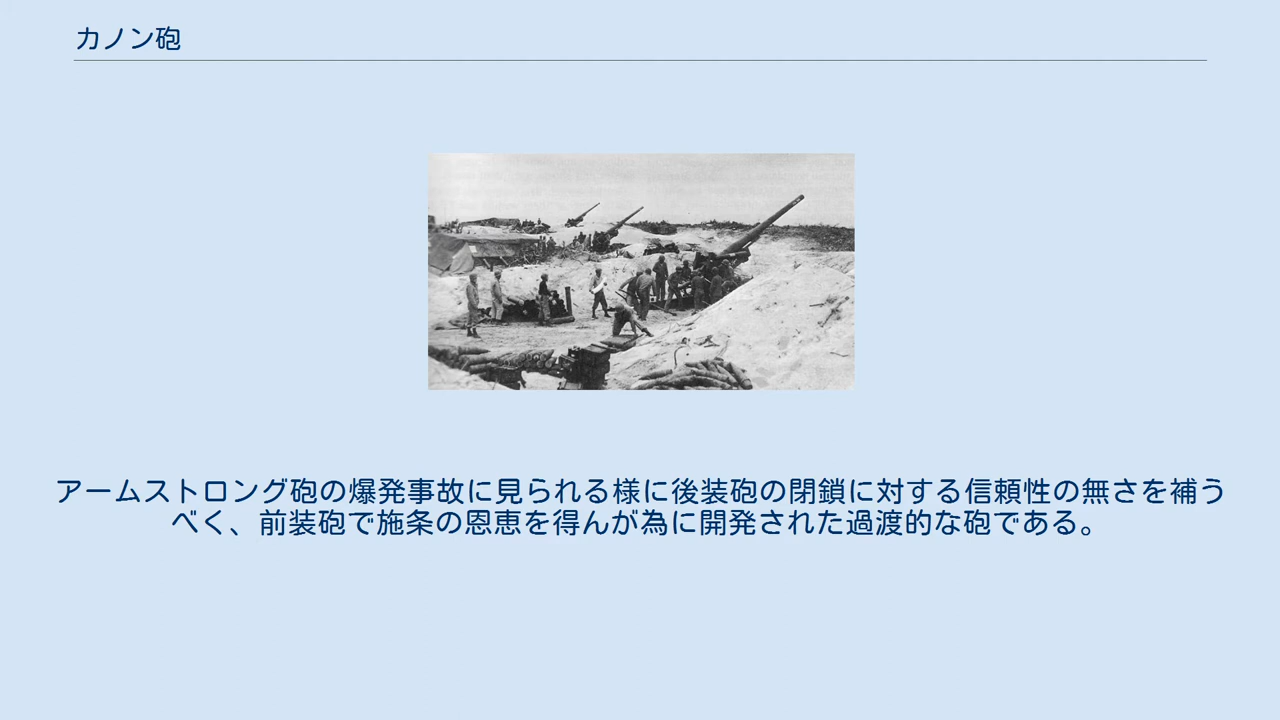 カノン砲
アームストロング砲の爆発事故に見られる様に後装砲の閉鎖に対する信頼性の無さを補う
べく、前装砲で施条の恩恵を得んが為に開発された過渡的な砲である。